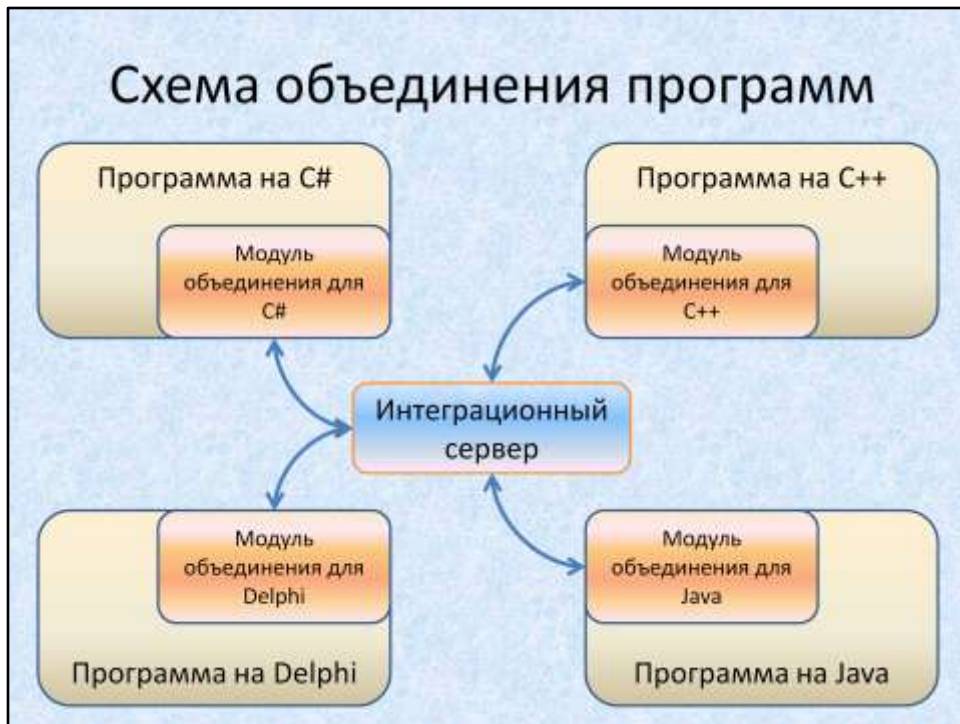 Схема объединения программ
Программа на C#
Модуль
объединения для
C#
Программа на C++
Модуль
объединения для
C++
Интеграционный
сервер
Модуль
объединения для
Delphi
Программа на Delphi
Модуль
объединения для
Java
Программа на Java